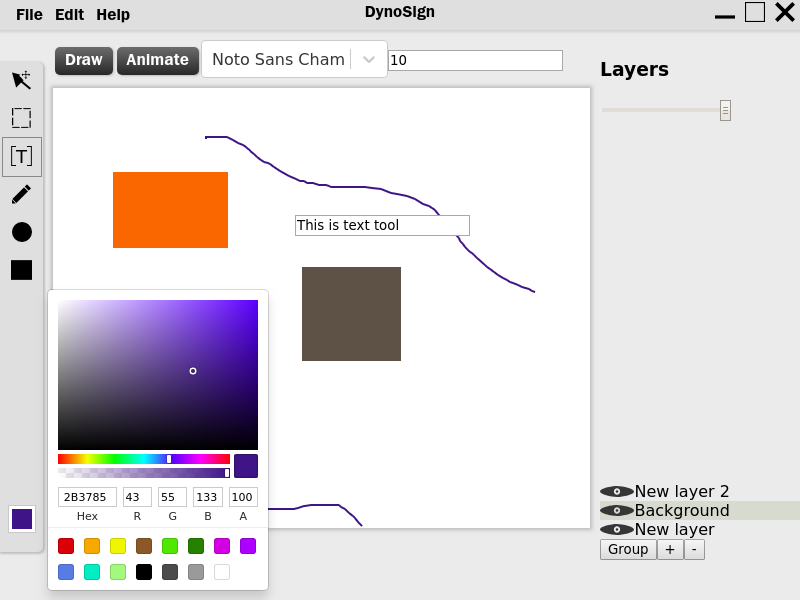 File Edit Help
DynoSign
Draw Animate Noto Sans Cham 10
Layers
[T]
This is text tool
2B3785 43 55 133 100
Hex R G B A
New layer 2
Background
New layer
Group + -